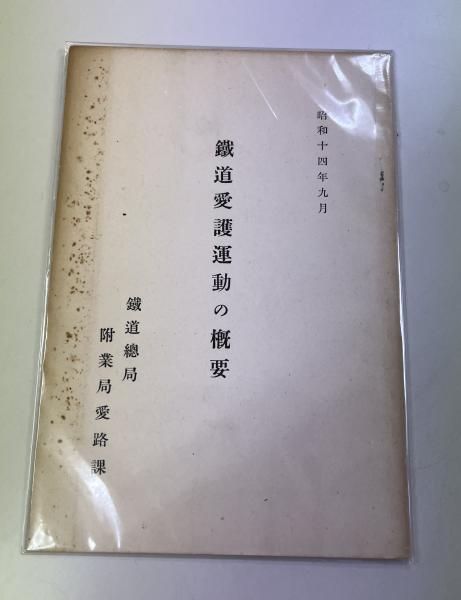 昭和十四年九月
鐵道愛護運動の概要
鐵道總局
附業局愛路課